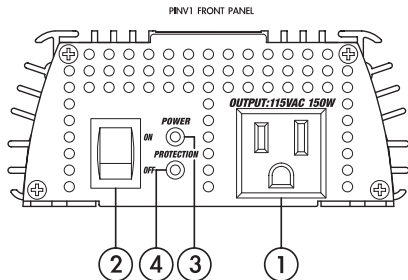 PINV1 FRONT PANEL
OUTPUT:115VAC 150W
POWER
ON
PROTECTION
OFF
2
4
3
1